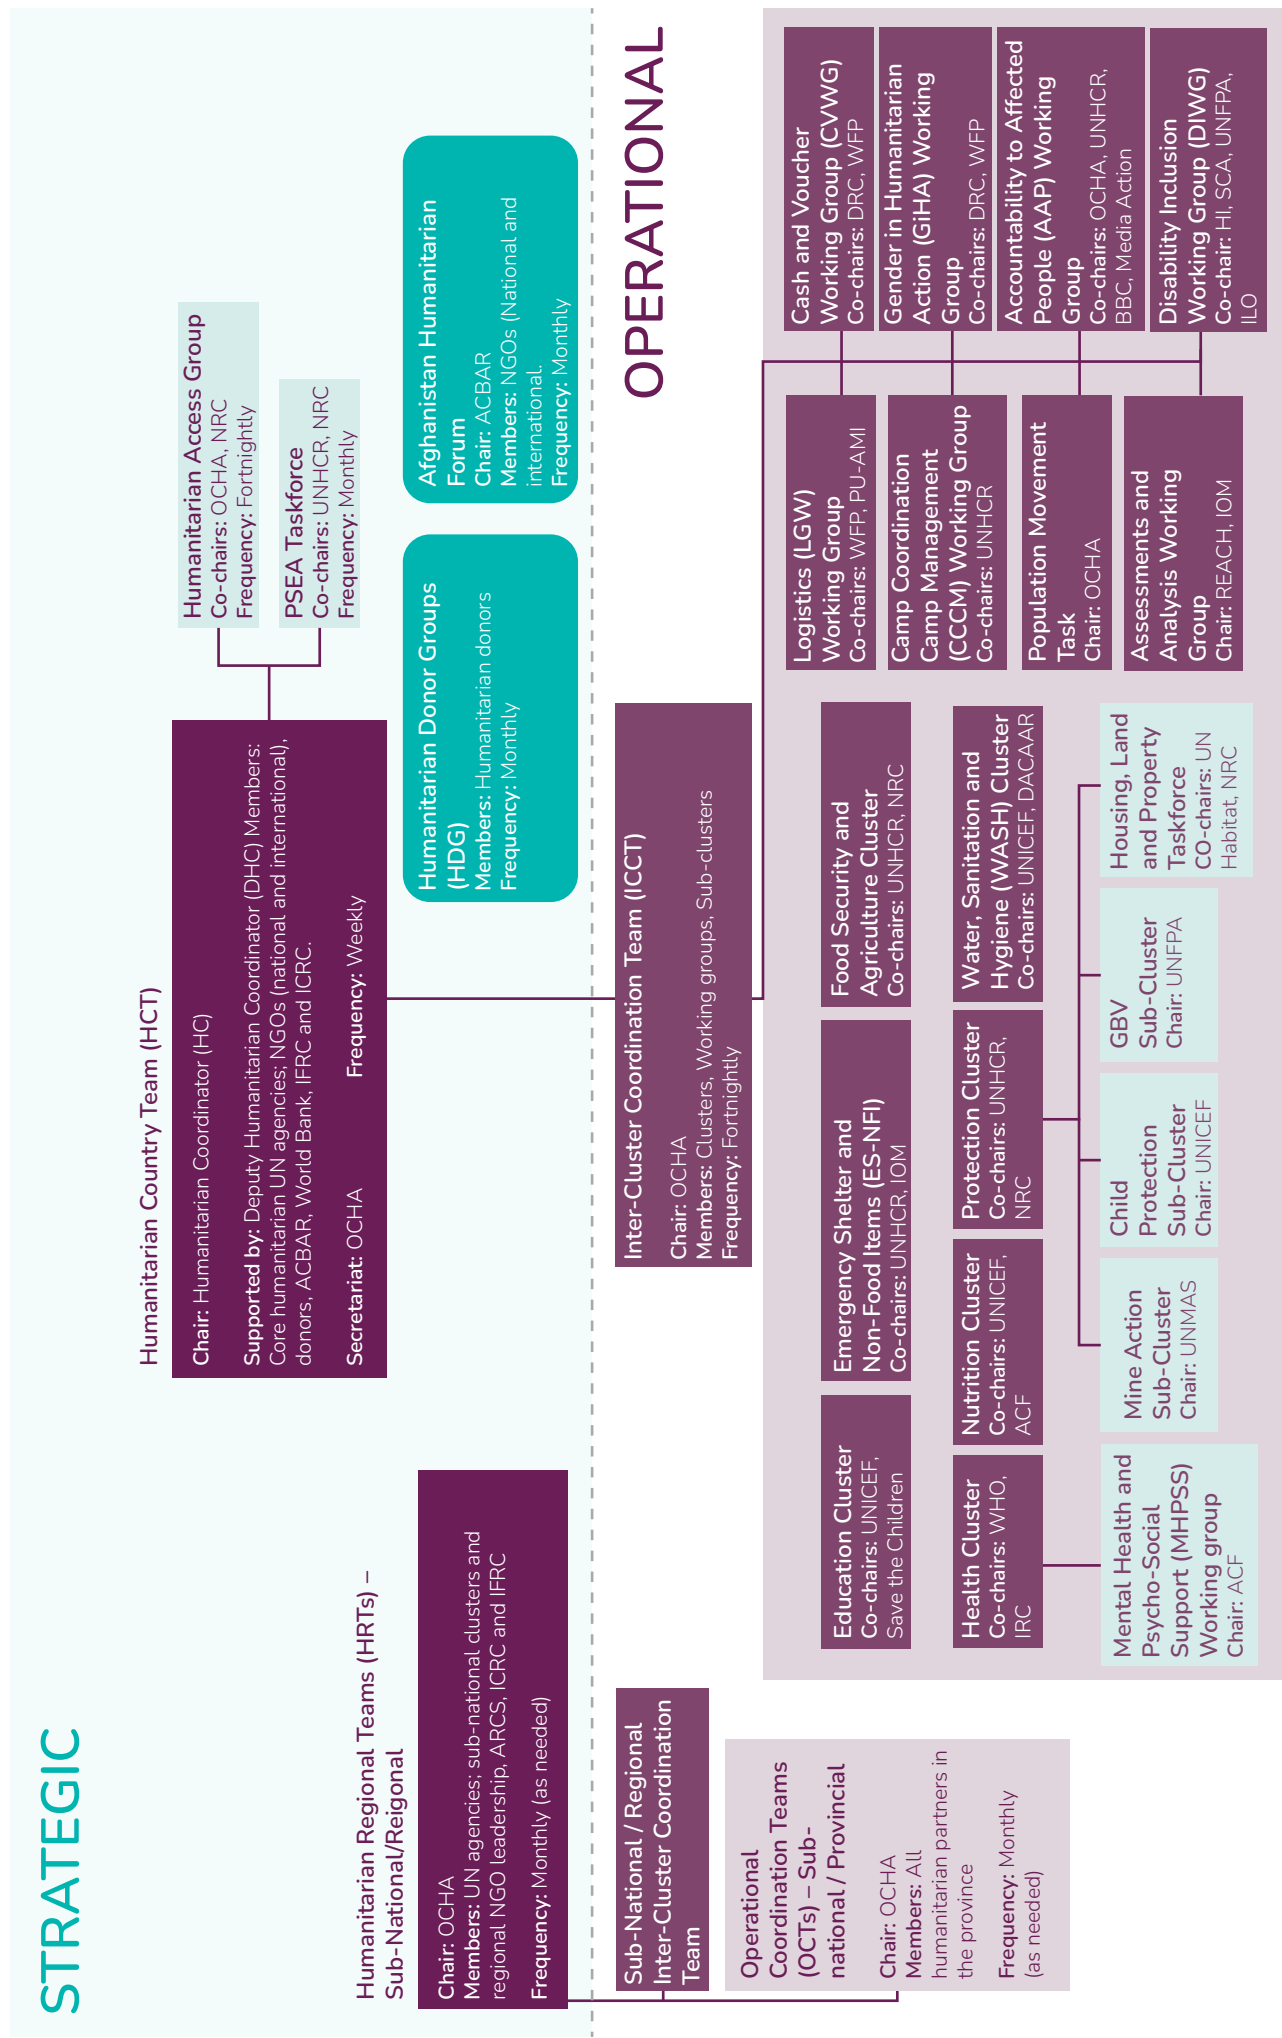 STRATEGIC
Humanitarian Country Team (HCT)
Chair: Humanitarian Coordinator (HC)
Supported by: Deputy Humanitarian Coordinator (DHC) Members:
Core humanitarian UN agencies; NGOs (national and international),
donors, ACBAR, World Bank, IFRC and ICRC.
Secretariat: OCHA
Frequency: Weekly
Humanitarian Access Group
Co-chairs: OCHA, NRC
Frequency: Fortnightly
PSEA Taskforce
Co-chairs: UNHCR, NRC
Frequency: Monthly
Humanitarian Regional Teams (HRTs) –
Sub-National/Reigonal
Chair: OCHA
Members: UN agencies; sub-national clusters and
regional NGO leadership, ARCS, ICRC and IFRC
Frequency: Monthly (as needed)
Humanitarian Donor Groups
(HDG)
Members: Humanitarian donors
Frequency: Monthly
Afghanistan Humanitarian
Forum
Chair: ACBAR
Members: NGOs (National and
international.
Frequency: Monthly
OPERATIONAL
Sub-National / Regional
Inter-Cluster Coordination
Team
Operational
Coordination Teams
(OCTs) – Sub-
national / Provincial
Chair: OCHA
Members: All
humanitarian partners in
the province
Frequency: Monthly
(as needed)
Inter-Cluster Coordination Team (ICCT)
Chair: OCHA
Members: Clusters, Working groups, Sub-clusters
Frequency: Fortnightly
Education Cluster
Co-chairs: UNICEF,
Save the Children
Emergency Shelter and
Non-Food Items (ES-NFI)
Co-chairs: UNHCR, IOM
Food Security and
Agriculture Cluster
Co-chairs: UNHCR, NRC
Health Cluster
Co-chairs: WHO,
IRC
Nutrition Cluster
Co-chairs: UNICEF,
ACF
Protection Cluster
Co-chairs: UNHCR,
NRC
Water, Sanitation and
Hygiene (WASH) Cluster
Co-chairs: UNICEF, DACAAR
Mental Health and
Psycho-Social
Support (MHPSS)
Working group
Chair: ACF
Mine Action
Sub-Cluster
Chair: UNMAS
Child
Protection
Sub-Cluster
Chair: UNICEF
GBV
Sub-Cluster
Chair: UNFPA
Housing, Land
and Property
Taskforce
CO-chairs: UN
Habitat, NRC
Logistics (LGW)
Working Group
Co-chairs: WFP, PU-AMI
Camp Coordination
Camp Management
(CCCM) Working Group
Co-chairs: UNHCR
Population Movement
Task
Chair: OCHA
Assessments and
Analysis Working
Group
Chair: REACH, IOM
Cash and Voucher
Working Group (CVWG)
Co-chairs: DRC, WFP
Gender in Humanitarian
Action (GiHA) Working
Group
Co-chairs: DRC, WFP
Accountability to Affected
People (AAP) Working
Group
Co-chairs: OCHA, UNHCR,
BBC, Media Action
Disability Inclusion
Working Group (DIWG)
Co-chair: HI, SCA, UNFPA,
ILO